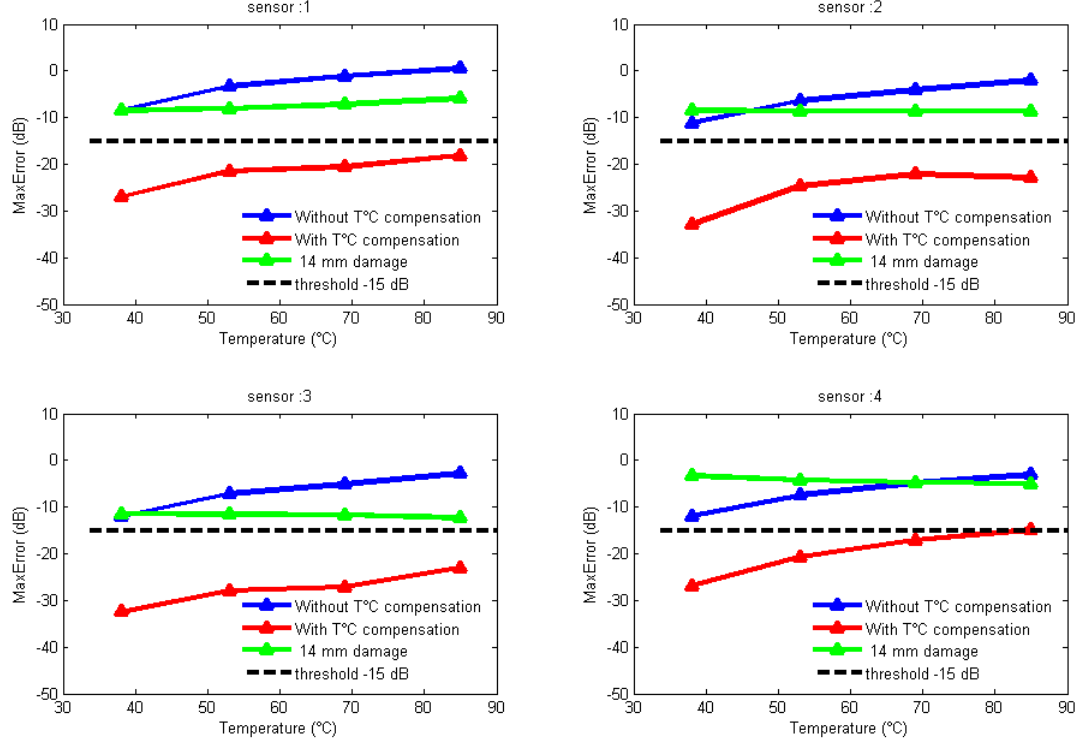 sensor :1
10
0
-10
-20
-30
-40
-50
MaxError (dB)
Without T°C compensation
With T°C compensation
14 mm damage
threshold -15 dB
30 40 50 60 70 80 90
Temperature (°C)
sensor :2
10
0
-10
-20
-30
-40
-50
MaxError (dB)
Without T°C compensation
With T°C compensation
14 mm damage
threshold -15 dB
30 40 50 60 70 80 90
Temperature (°C)
sensor :3
10
0
-10
-20
-30
-40
-50
MaxError (dB)
Without T°C compensation
With T°C compensation
14 mm damage
threshold -15 dB
30 40 50 60 70 80 90
Temperature (°C)
sensor :4
10
0
-10
-20
-30
-40
-50
MaxError (dB)
Without T°C compensation
With T°C compensation
14 mm damage
threshold -15 dB
30 40 50 60 70 80 90
Temperature (°C)